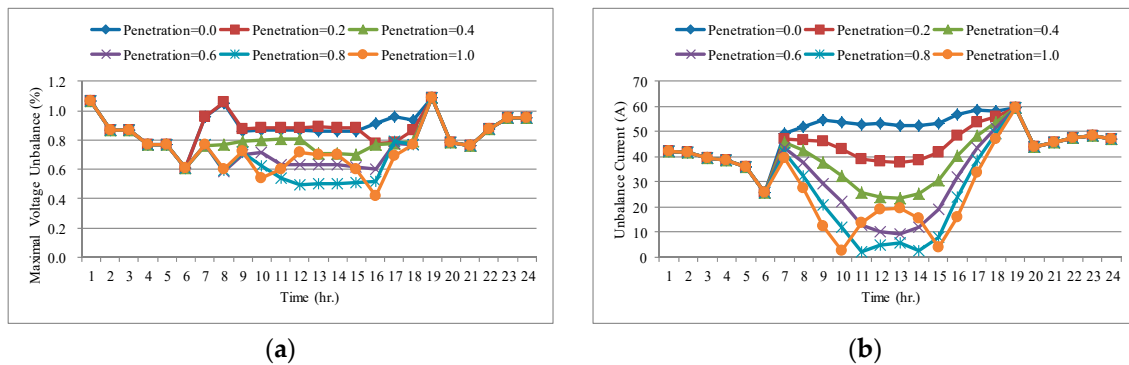 Penetration=0.0 Penetration=0.2 Penetration=0.4
Penetration=0.6 Penetration=0.8 Penetration=1.0
Maximal Voltage Unbalance (%)
1.2
1.0
0.8
0.6
0.4
0.2
0.0
1 2 3 4 5 6 7 8 9 10 11 12 13 14 15 16 17 18 19 20 21 22 23 24
Time (hr.)
(a)
Penetration=0.0 Penetration=0.2 Penetration=0.4
Penetration=0.6 Penetration=0.8 Penetration=1.0
Unbalance Current (A)
70
60
50
40
30
20
10
0
1 2 3 4 5 6 7 8 9 10 11 12 13 14 15 16 17 18 19 20 21 22 23 24
Time (hr.)
(b)